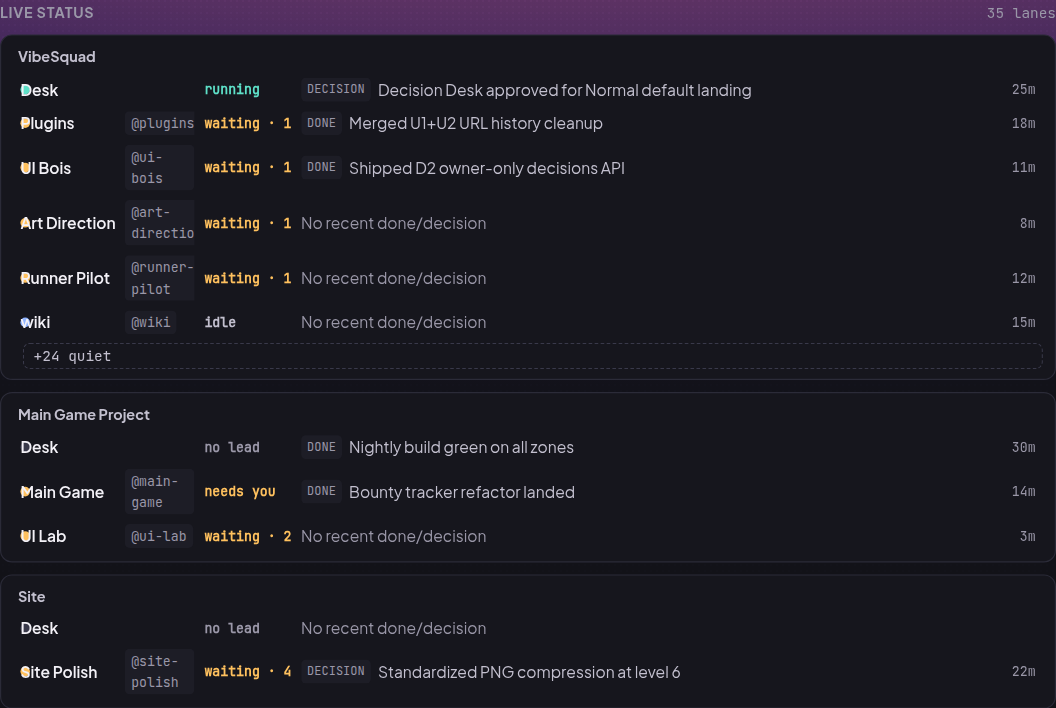 LIVE STATUS 35 lanes
VibeSquad
Desk running DECISION Decision Desk approved for Normal default landing 25m
Plugins @plugins waiting · 1 DONE Merged U1+U2 URL history cleanup 18m
UI Bois @ui-
bois waiting · 1 DONE Shipped D2 owner-only decisions API 11m
Art Direction @art-
directio waiting · 1 No recent done/decision 8m
Runner Pilot @runner-
pilot waiting · 1 No recent done/decision 12m
wiki @wiki idle No recent done/decision 15m
+24 quiet
Main Game Project
Desk no lead DONE Nightly build green on all zones 30m
Main Game @main-
game needs you DONE Bounty tracker refactor landed 14m
UI Lab @ui-lab waiting · 2 No recent done/decision 3m
Site
Desk no lead No recent done/decision
Site Polish @site-
polish waiting · 4 DECISION Standardized PNG compression at level 6 22m